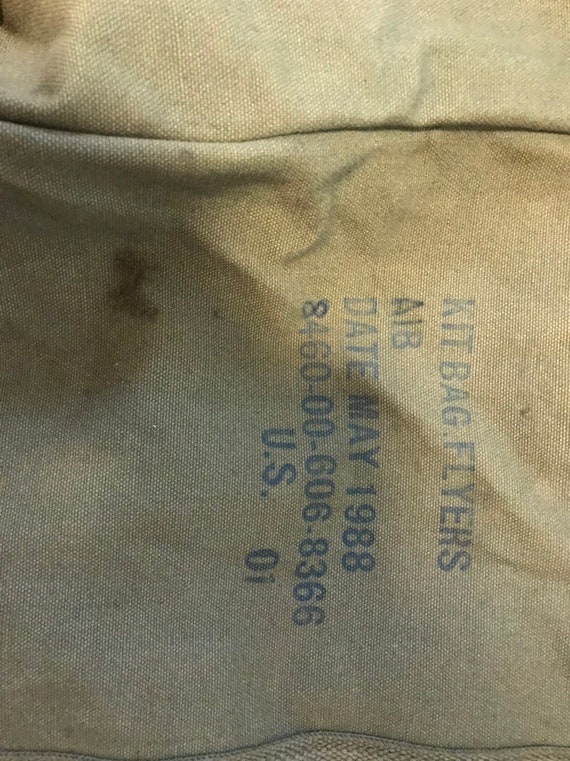 KIT BAG, FLYERS
AIB
DATE MAY 1988
8460-00-606-8366
U.S.
01